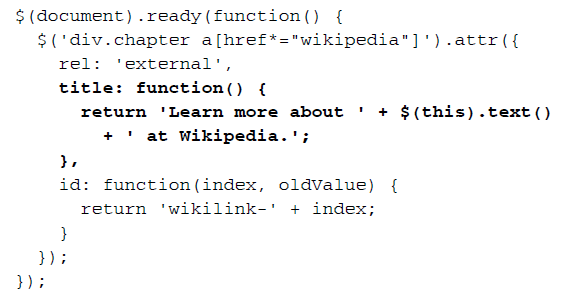 $(document).ready(function() {
  $('div.chapter a[href*="wikipedia"]').attr({
    rel: 'external',
    title: function() {
      return 'Learn more about ' + $(this).text()
        + ' at Wikipedia.';
    },
    id: function(index, oldValue) {
      return 'wikilink-' + index;
    }
  });
});